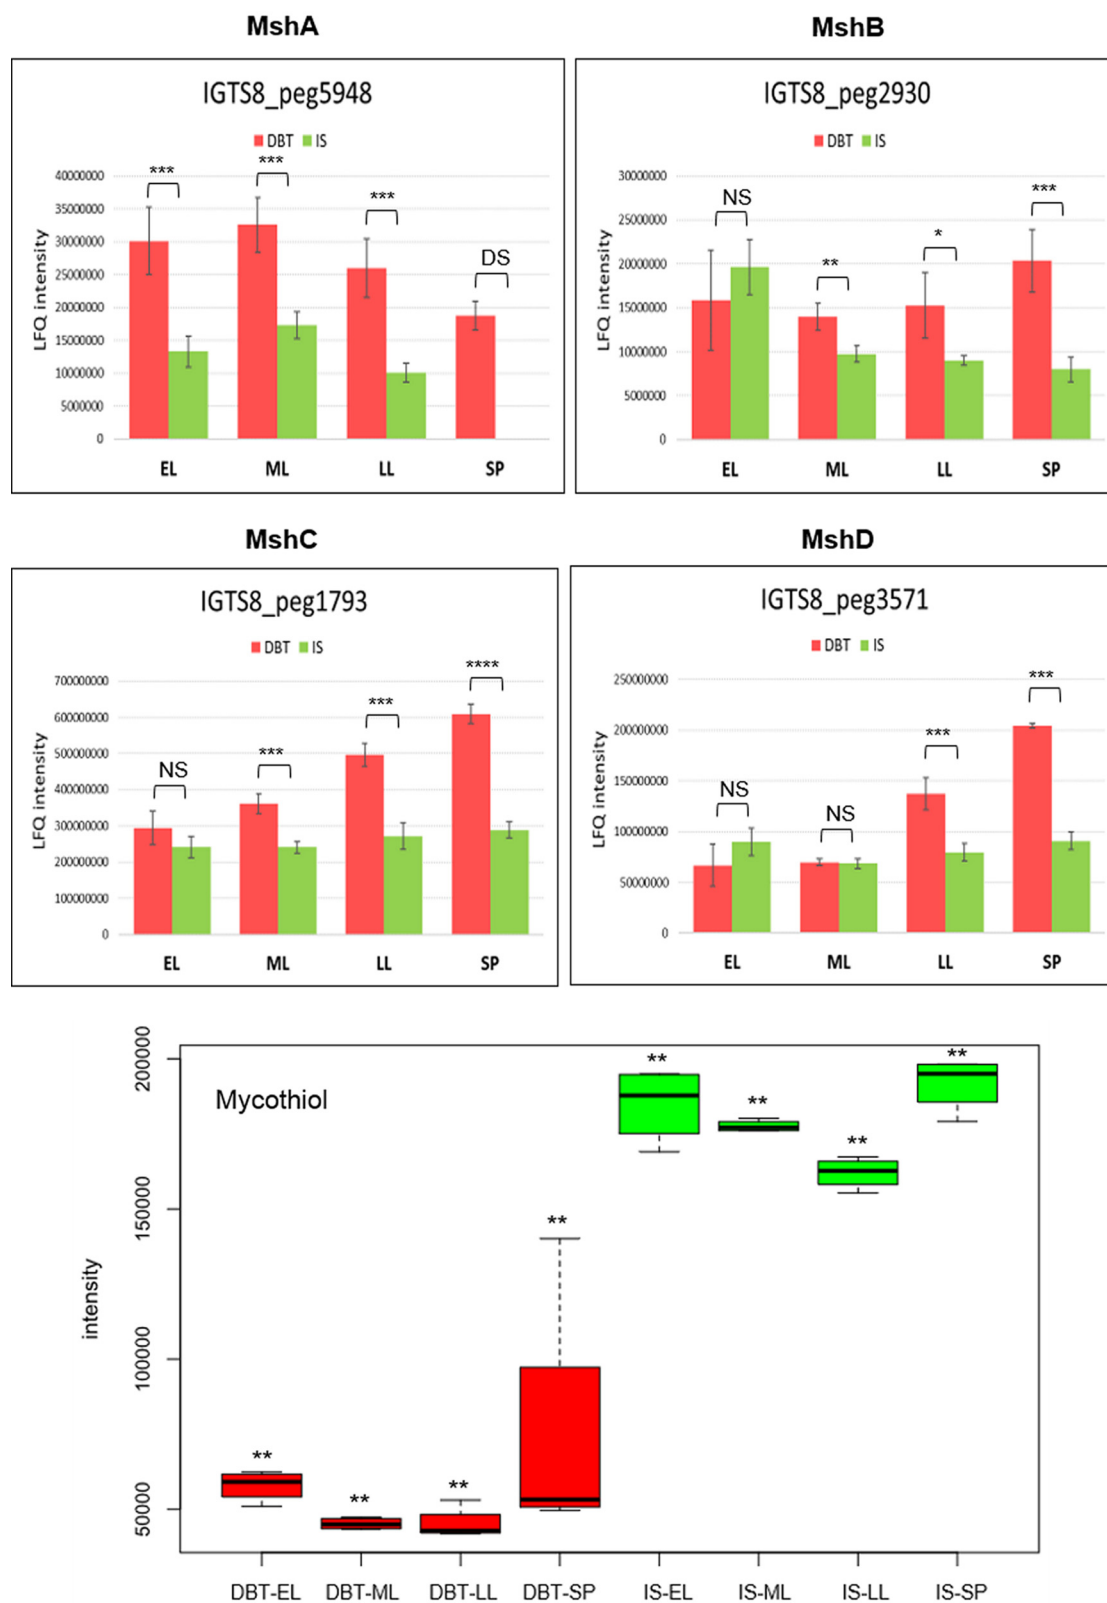 MshA
IGTS8_peg5948
DBT IS
LFQ intensity
40000000
35000000
30000000
25000000
20000000
15000000
10000000
5000000
0
***
***
***
DS
EL ML LL SP
MshB
IGTS8_peg2930
DBT IS
LFQ intensity
30000000
25000000
20000000
15000000
10000000
5000000
0
NS
**
*
***
EL ML LL SP
MshC
IGTS8_peg1793
DBT IS
LFQ intensity
700000000
600000000
500000000
400000000
300000000
200000000
100000000
0
NS
***
***
****
EL ML LL SP
MshD
IGTS8_peg3571
DBT IS
LFQ intensity
250000000
200000000
150000000
100000000
50000000
0
NS
NS
***
***
EL ML LL SP
Mycothiol
intensity
200000
150000
100000
50000
**
**
**
**
**
**
**
**
DBT-EL DBT-ML DBT-LL DBT-SP IS-EL IS-ML IS-LL IS-SP